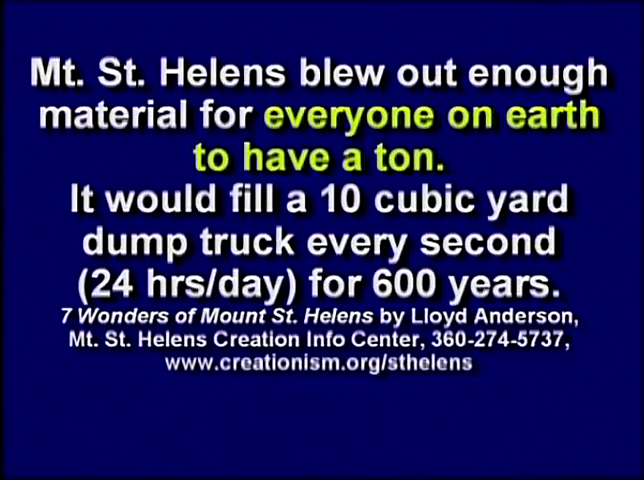 Mt. St. Helens blew out enough
material for everyone on earth
to have a ton.
It would fill a 10 cubic yard
dump truck every second
(24 hrs/day) for 600 years.
7 Wonders of Mount St. Helens by Lloyd Anderson,
Mt. St. Helens Creation Info Center, 360-274-5737,
www.creationism.org/sthelens